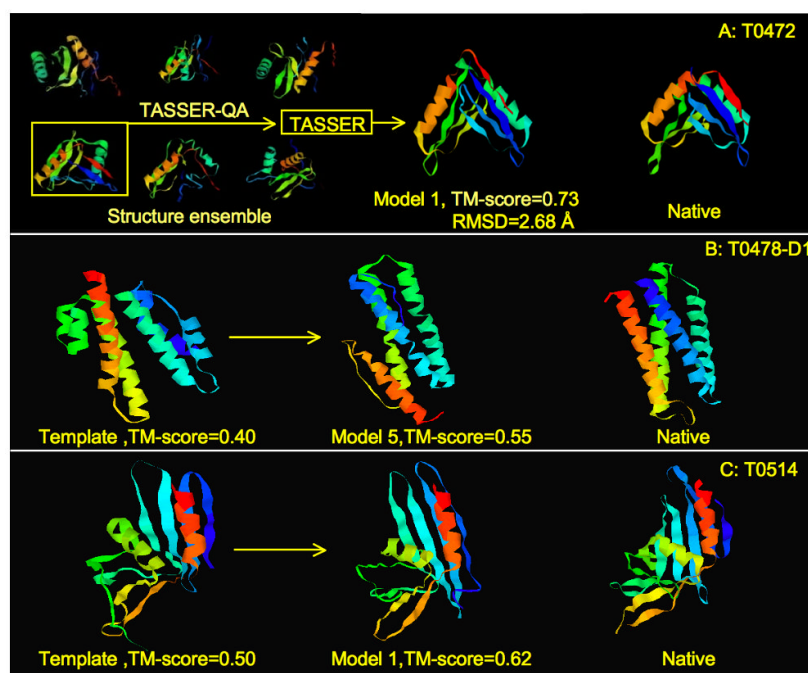 A: T0472
TASSER-QA
TASSER
Structure ensemble
Model 1, TM-score=0.73
RMSD=2.68 Å
Native
B: T0478-D1
Template ,TM-score=0.40
Model 5,TM-score=0.55
Native
C: T0514
Template ,TM-score=0.50
Model 1,TM-score=0.62
Native